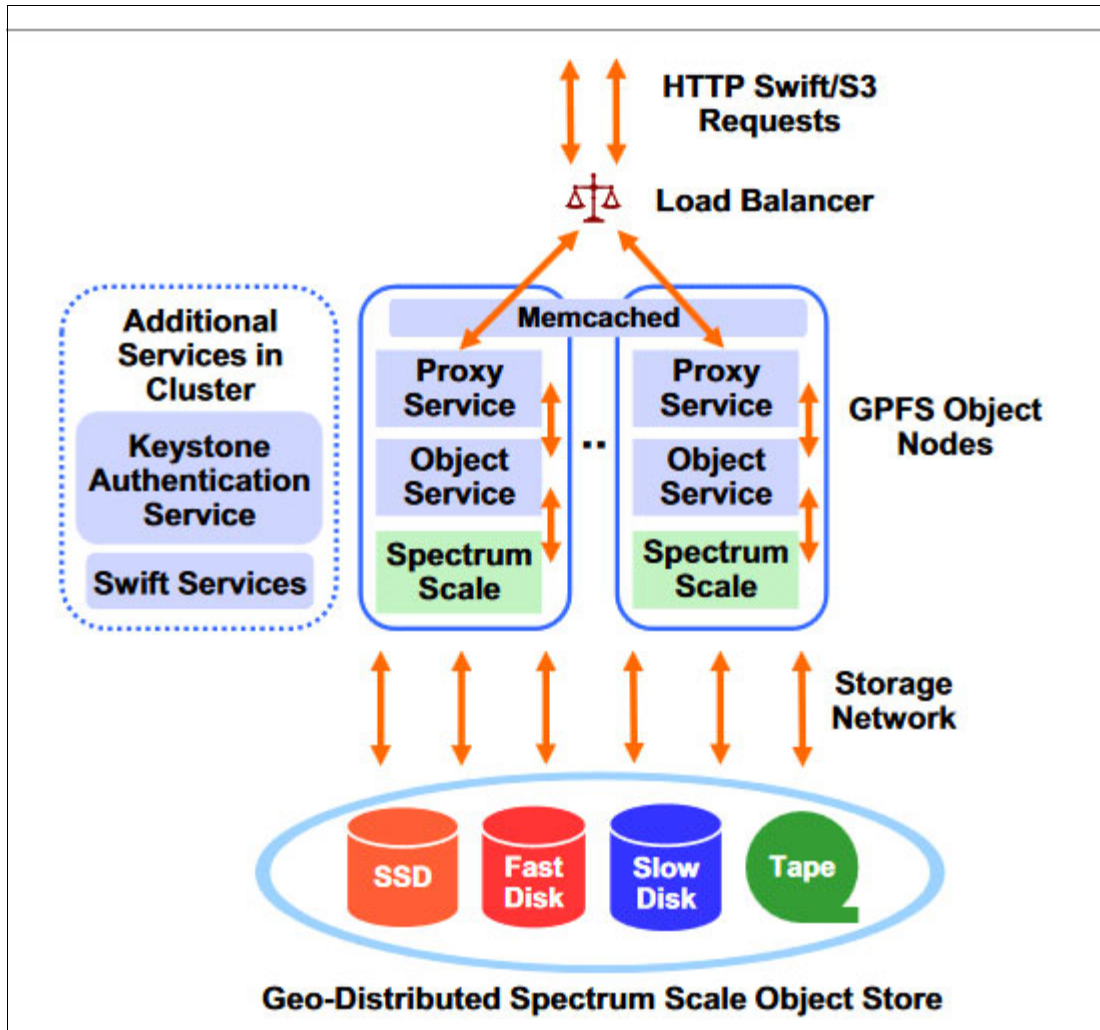 HTTP Swift/S3
Requests
Load Balancer
Additional
Services in
Cluster
Keystone
Authentication
Service
Swift Services
Memcached
Proxy
Service
Object
Service
Spectrum
Scale
..
Proxy
Service
Object
Service
Spectrum
Scale
GPFS Object
Nodes
Storage
Network
SSD
Fast
Disk
Slow
Disk
Tape
Geo-Distributed Spectrum Scale Object Store